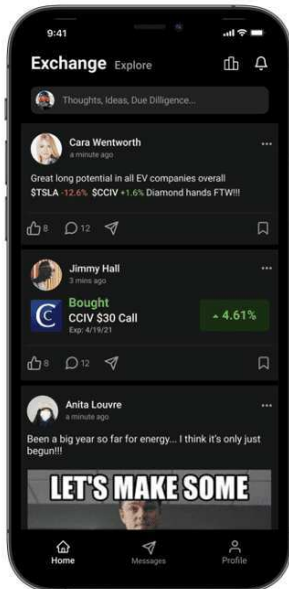 9:41
Exchange Explore
Thoughts, Ideas, Due Dilligence...
Cara Wentworth
a minute ago
Great long potential in all EV companies overall
$TSLA -12.6% $CCIV +1.6% Diamond hands FTW!!!
8 12
Jimmy Hall
3 mins ago
Bought
CCIV $30 Call
Exp: 4/19/21
4.61%
8 12
Anita Louvre
a minute ago
Been a big year so far for energy... I think it's only just
begun!!!
LET'S MAKE SOME
Home Messages Profile